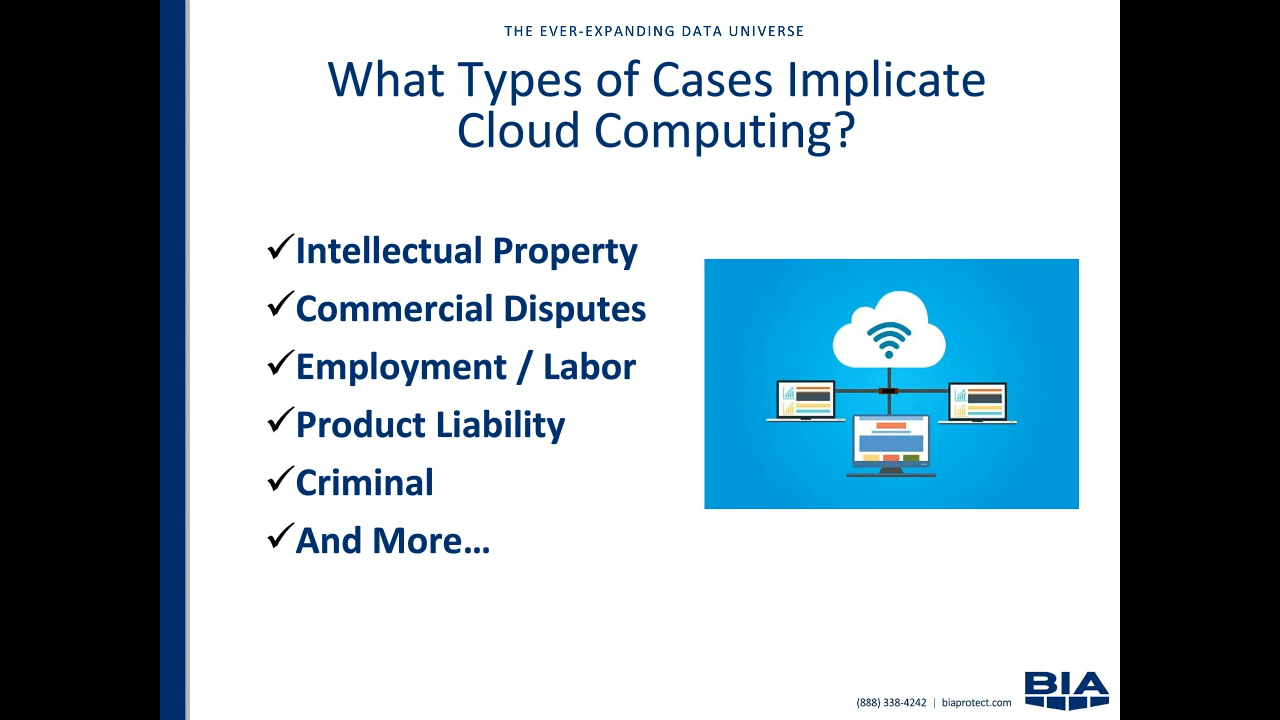 THE EVER-EXPANDING DATA UNIVERSE
What Types of Cases Implicate
Cloud Computing?
✓Intellectual Property
✓Commercial Disputes
✓Employment / Labor
✓Product Liability
✓Criminal
✓And More…
(888) 338-4242 | biaprotect.com
BIA